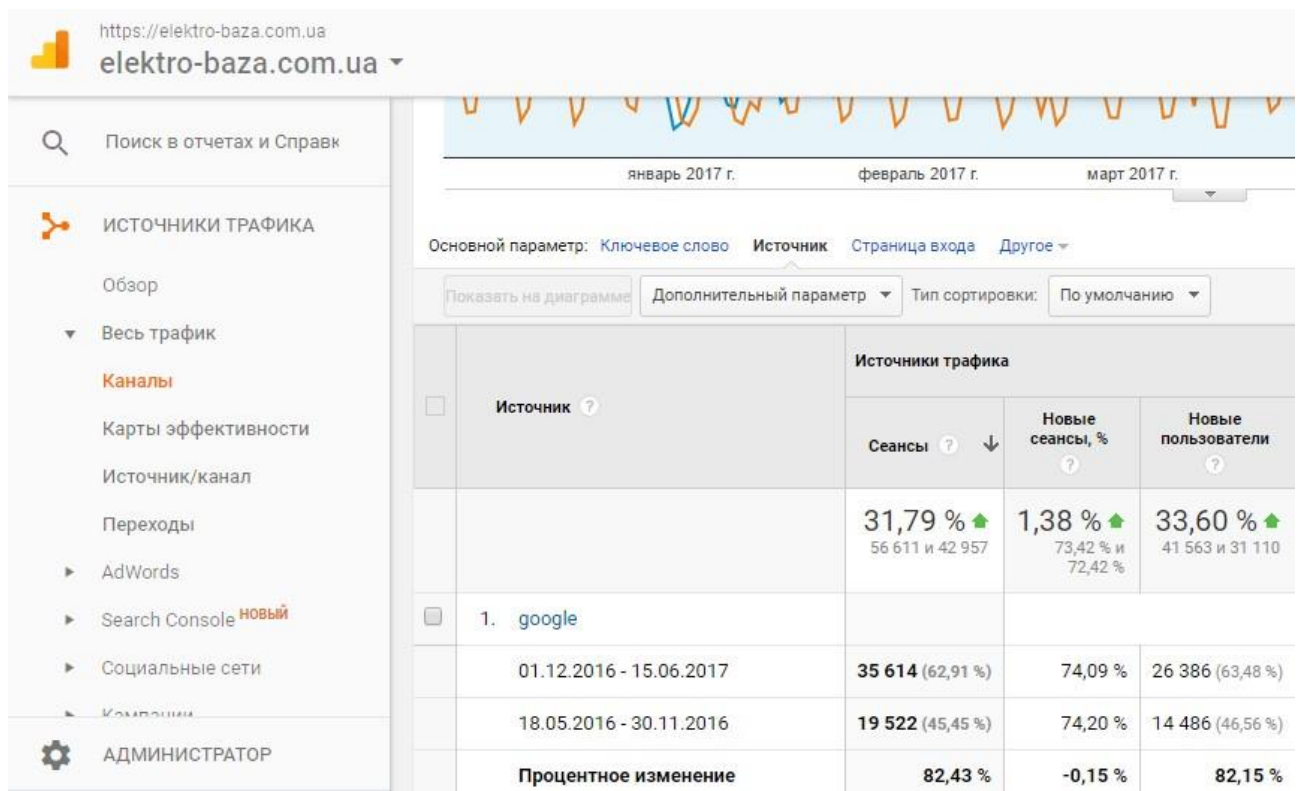 https://elektro-baza.com.ua
elektro-baza.com.ua
Поиск в отчетах и Справк
ИСТОЧНИКИ ТРАФИКА
Обзор
Весь трафик
Каналы
Карты эффективности
Источник/канал
Переходы
AdWords
Search Console НОВЫЙ
Социальные сети
Кампании
АДМИНИСТРАТОР
январь 2017 г. февраль 2017 г. март 2017 г.
Основной параметр: Ключевое слово Источник Страница входа Другое
Показать на диаграмме Дополнительный параметр Тип сортировки: По умолчанию
Источники трафика
Источник ?
Сеансы ?
Новые сеансы, % ?
Новые пользователи ?
31,79 % 1,38 % 33,60 %
56 611 и 42 957 73,42 % и 72,42 % 41 563 и 31 110
1. google
01.12.2016 - 15.06.2017 35 614 (62,91 %) 74,09 % 26 386 (63,48 %)
18.05.2016 - 30.11.2016 19 522 (45,45 %) 74,20 % 14 486 (46,56 %)
Процентное изменение 82,43 % -0,15 % 82,15 %